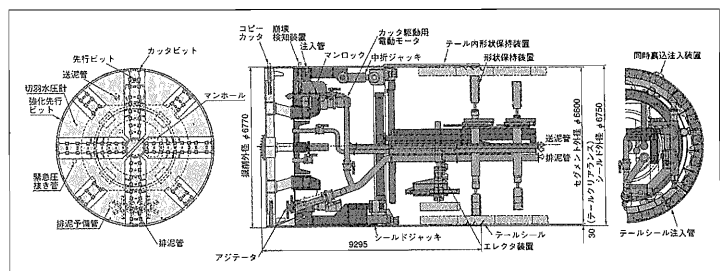 先行ビット
カッタビット
送泥管
切羽水圧計
強化先行
ビット
マンホール
緊急圧
抜き管
排泥予備管
排泥管
コピー
カッタ
崩壊
検知装置
注入管
マンロック
カッタ駆動用
電動モータ
中折ジャッキ
テール内形状保持装置
形状保持装置
掘削外径 φ6770
送泥管
排泥管
セグメント外径 φ6600
シールド外径 φ6750
30 (テールクリアランス)
アジテータ
シールドジャッキ
テールシール
エレクタ装置
9295
同時裏込注入装置
テールシール注入管